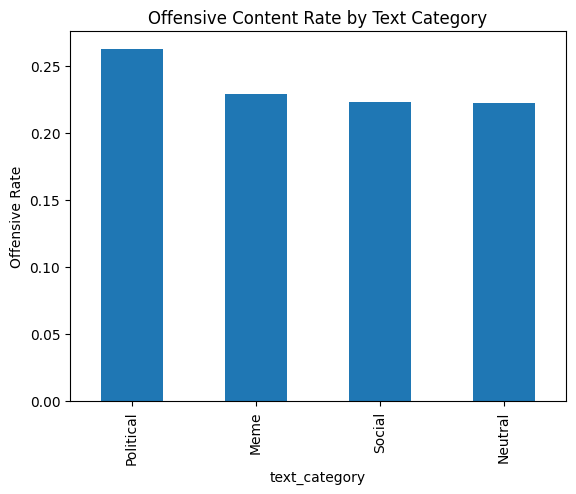 Offensive Content Rate by Text Category
Offensive Rate
0.25
0.20
0.15
0.10
0.05
0.00
Political
Meme
Social
Neutral
text_category